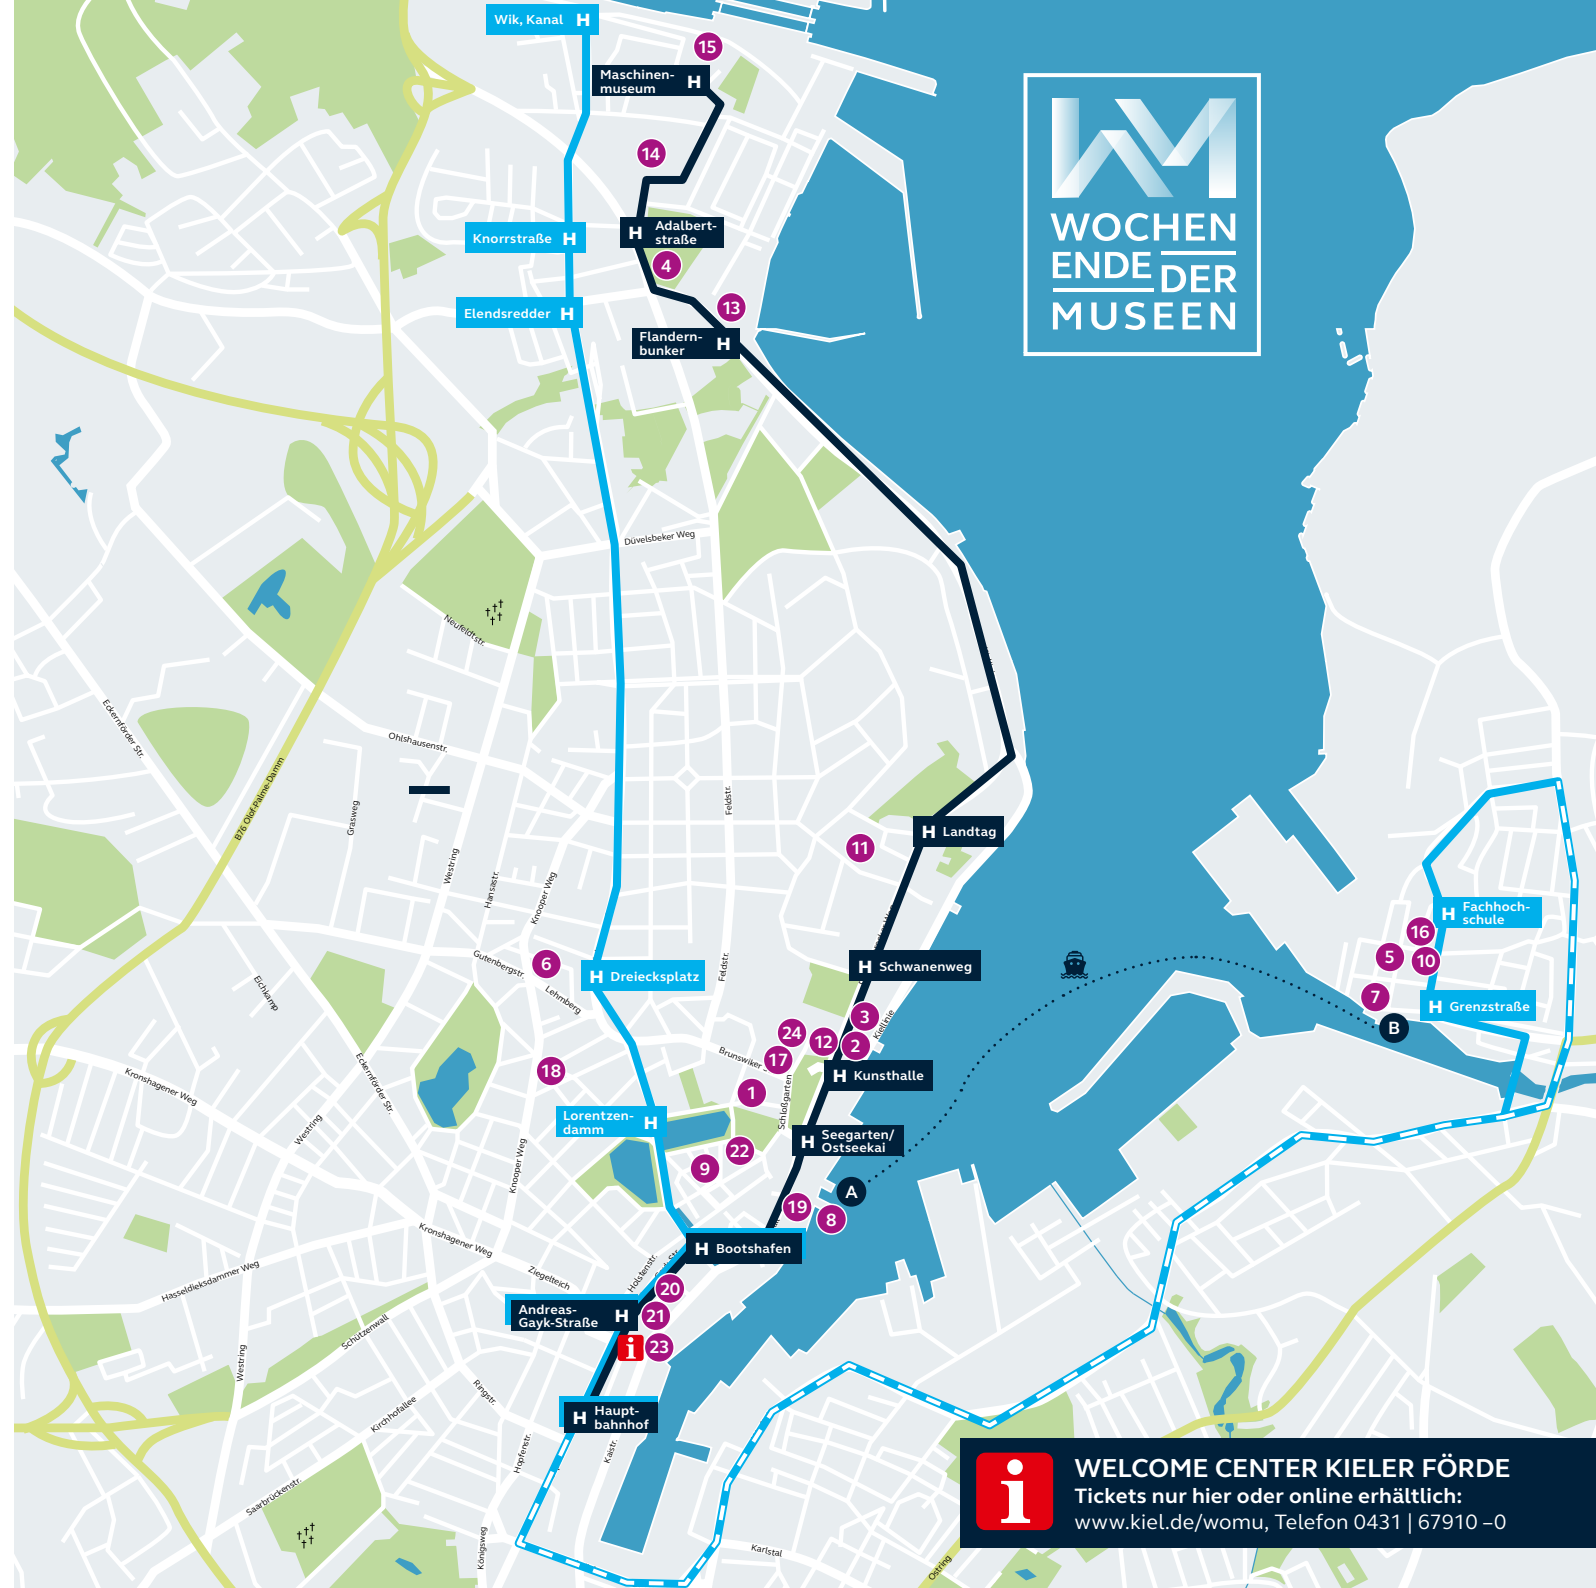 Wik, Kanal H
15
Maschinen-
museum H
14
H Adalbert-
straße
Knorrstraße H
4
Elendsredder H
13
Flandern-
bunker H
WM
WOCHEN
ENDE DER
MUSEEN
Düvelsbeker Weg
Neufeldtstr.
Eckernförder Str.
Ohlshausenstr.
B76 Olof-Palme-Damm
Grasweg
Westring
Hansastr.
Knooper Weg
Feldstr.
H Landtag
11
Gutenbergstr.
6
Lehmberg
H Dreiecksplatz
Feldstr.
H Schwanenweg
Eichkamp
H Fachhoch-
schule
16
5
10
7
H Grenzstraße
B
3
Kiellinie
24
12
2
17
Brunswiker
H Kunsthalle
18
1
Schloßgarten
Kronshagener Weg
Eckernförder Str.
Westring
Lorentzen-
damm H
H Seegarten/
Ostseekai
22
9
Knooper Weg
A
19
8
Kronshagener Weg
H Bootshafen
Hasseldieksdammer Weg
Ziegelteich
Holstenstr.
20
Andreas-
Gayk-Straße H
21
i
23
Schützenwall
Westring
Ringstr.
Kirchhofallee
H Haupt-
bahnhof
Hopfenstr.
Kaistr.
Saarbrückenstr.
Königsweg
Karlstal
Ostring
i
WELCOME CENTER KIELER FÖRDE
Tickets nur hier oder online erhältlich:
www.kiel.de/womu, Telefon 0431 | 67910 –0